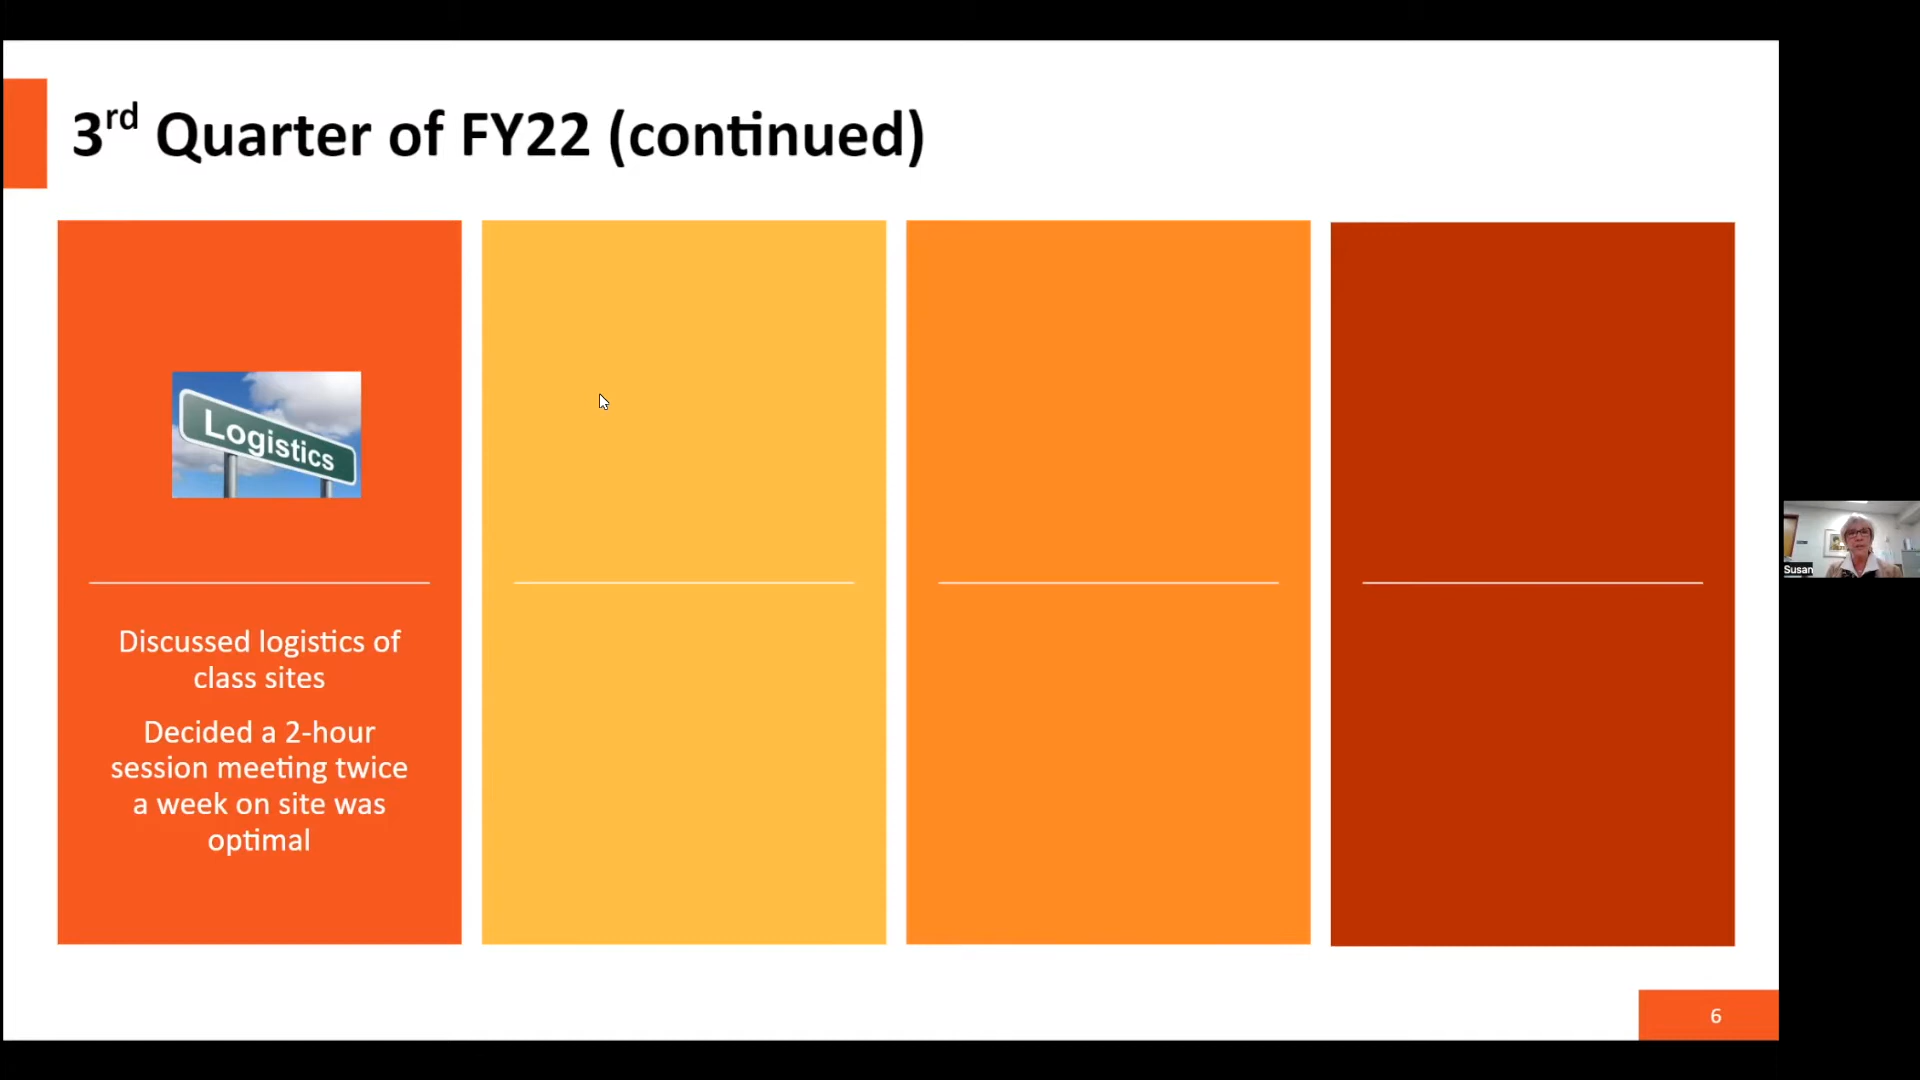 3rd Quarter of FY22 (continued)
Logistics
Discussed logistics of
class sites
Decided a 2-hour
session meeting twice
a week on site was
optimal
Susan
6